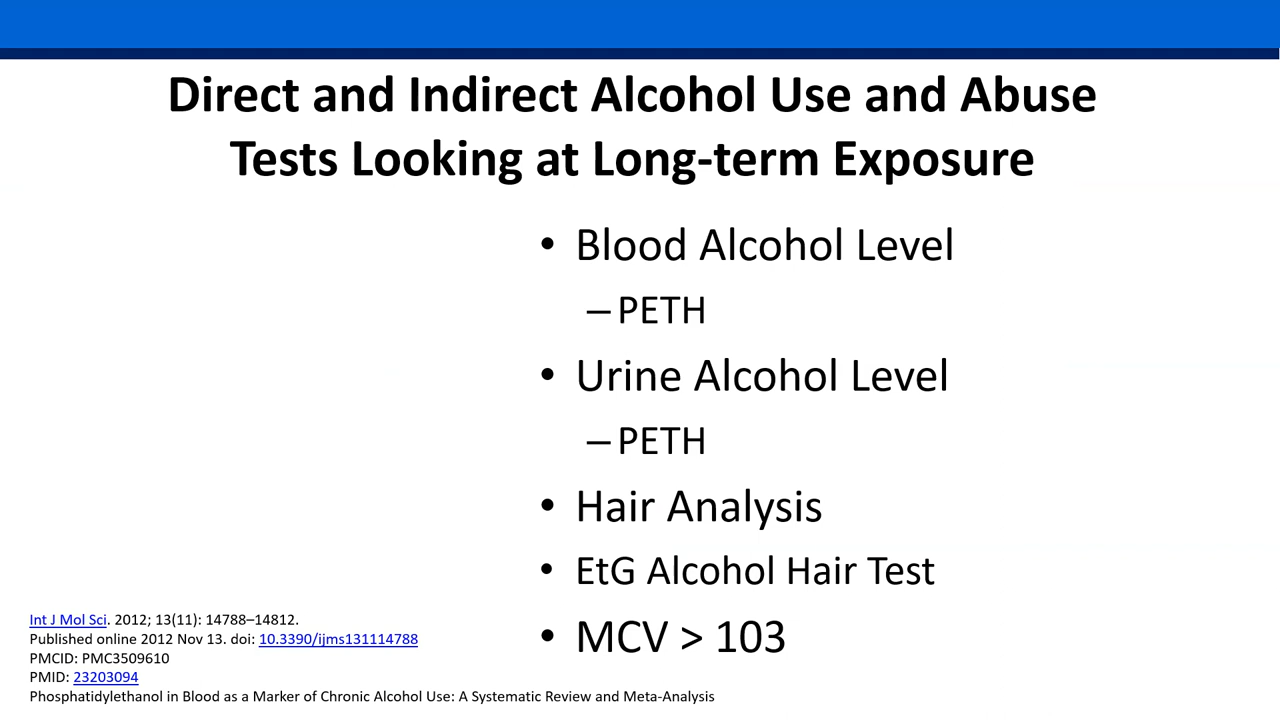 Direct and Indirect Alcohol Use and Abuse
Tests Looking at Long-term Exposure
• Blood Alcohol Level
– PETH
• Urine Alcohol Level
– PETH
• Hair Analysis
• EtG Alcohol Hair Test
• MCV > 103
Int J Mol Sci. 2012; 13(11): 14788–14812.
Published online 2012 Nov 13. doi: 10.3390/ijms131114788
PMCID: PMC3509610
PMID: 23203094
Phosphatidylethanol in Blood as a Marker of Chronic Alcohol Use: A Systematic Review and Meta-Analysis